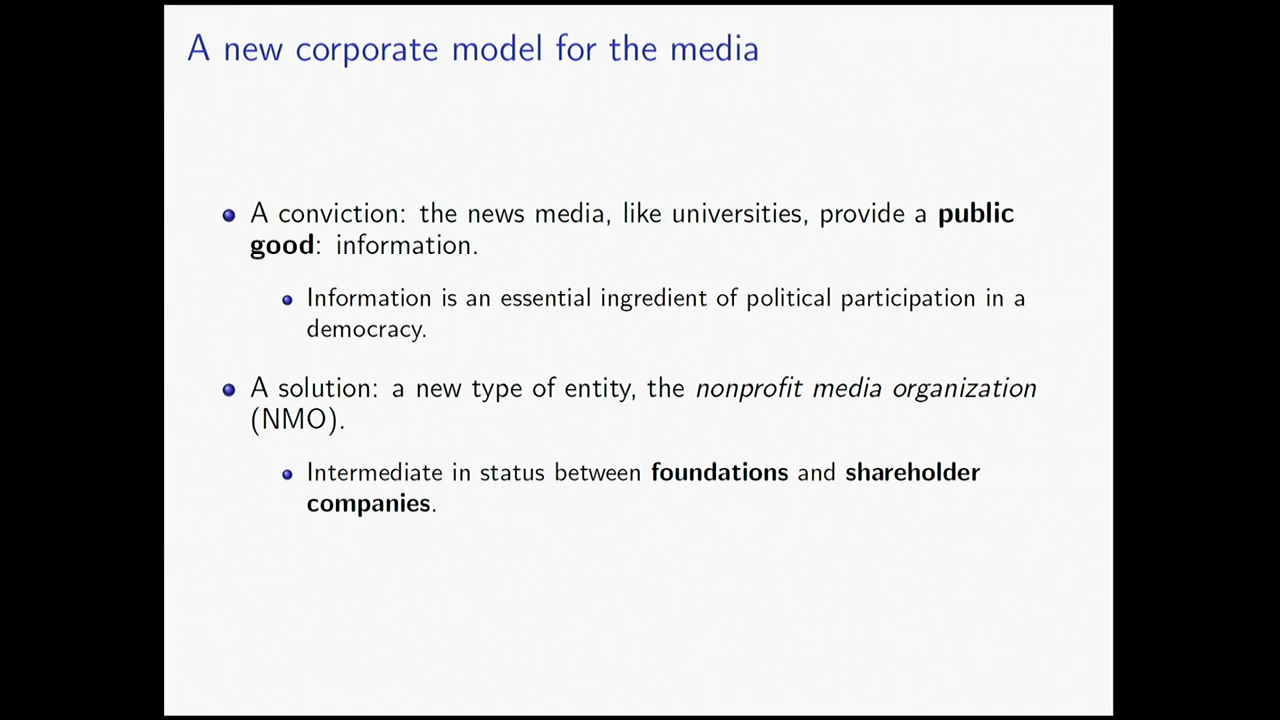 A new corporate model for the media
A conviction: the news media, like universities, provide a public
good: information.
Information is an essential ingredient of political participation in a
democracy.
A solution: a new type of entity, the nonprofit media organization
(NMO).
Intermediate in status between foundations and shareholder
companies.